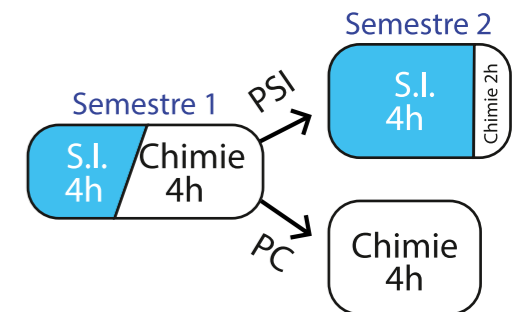 Semestre 2
S.I.
4h
Chimie 2h
Semestre 1
S.I.
4h
Chimie
4h
PSI
PC
Chimie
4h